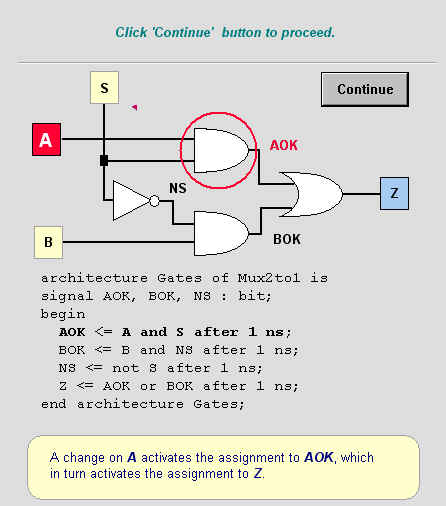 Click 'Continue' button to proceed.
S
Continue
A
AOK
NS
Z
B
BOK
architecture Gates of Mux2to1 is
signal AOK, BOK, NS : bit;
begin
AOK <= A and S after 1 ns;
BOK <= B and NS after 1 ns;
NS <= not S after 1 ns;
Z <= AOK or BOK after 1 ns;
end architecture Gates;
A change on A activates the assignment to AOK, which
in turn activates the assignment to Z.